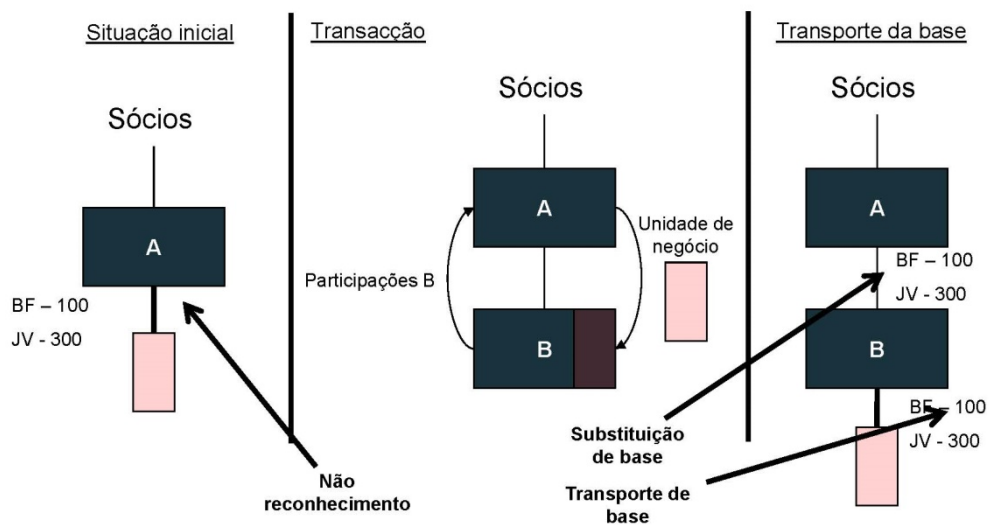 Situação inicial
Sócios
A
BF – 100
JV - 300
Não
reconhecimento
Transacção
Sócios
A
Unidade de
negócio
Participações B
B
Substituição
de base
Transporte de
base
Transporte da base
Sócios
A
BF – 100
JV - 300
B
BF – 100
JV - 300